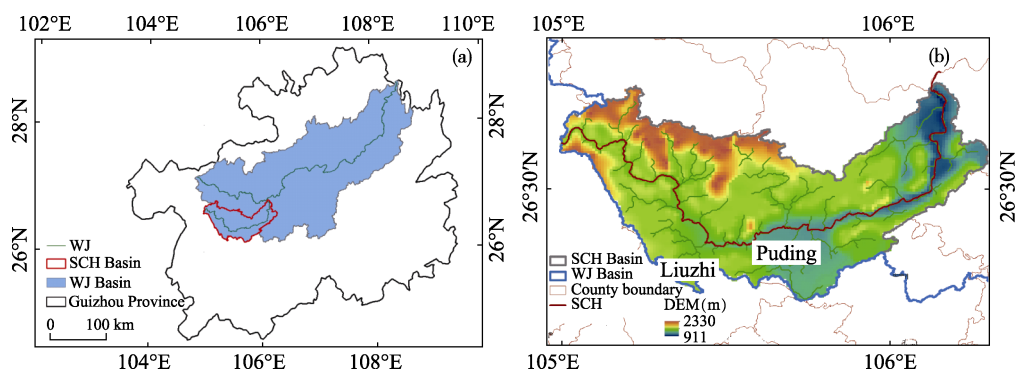 102°E 104°E 106°E 108°E 110°E
(a)
28°N 28°N
26°N 26°N
WJ
SCH Basin
WJ Basin
Guizhou Province
0 100 km
104°E 106°E 108°E
105°E 106°E
(b)
26°30′N 26°30′N
Puding
Liuzhi
SCH Basin
WJ Basin
County boundary
SCH
DEM(m)
2330
911
105°E 106°E